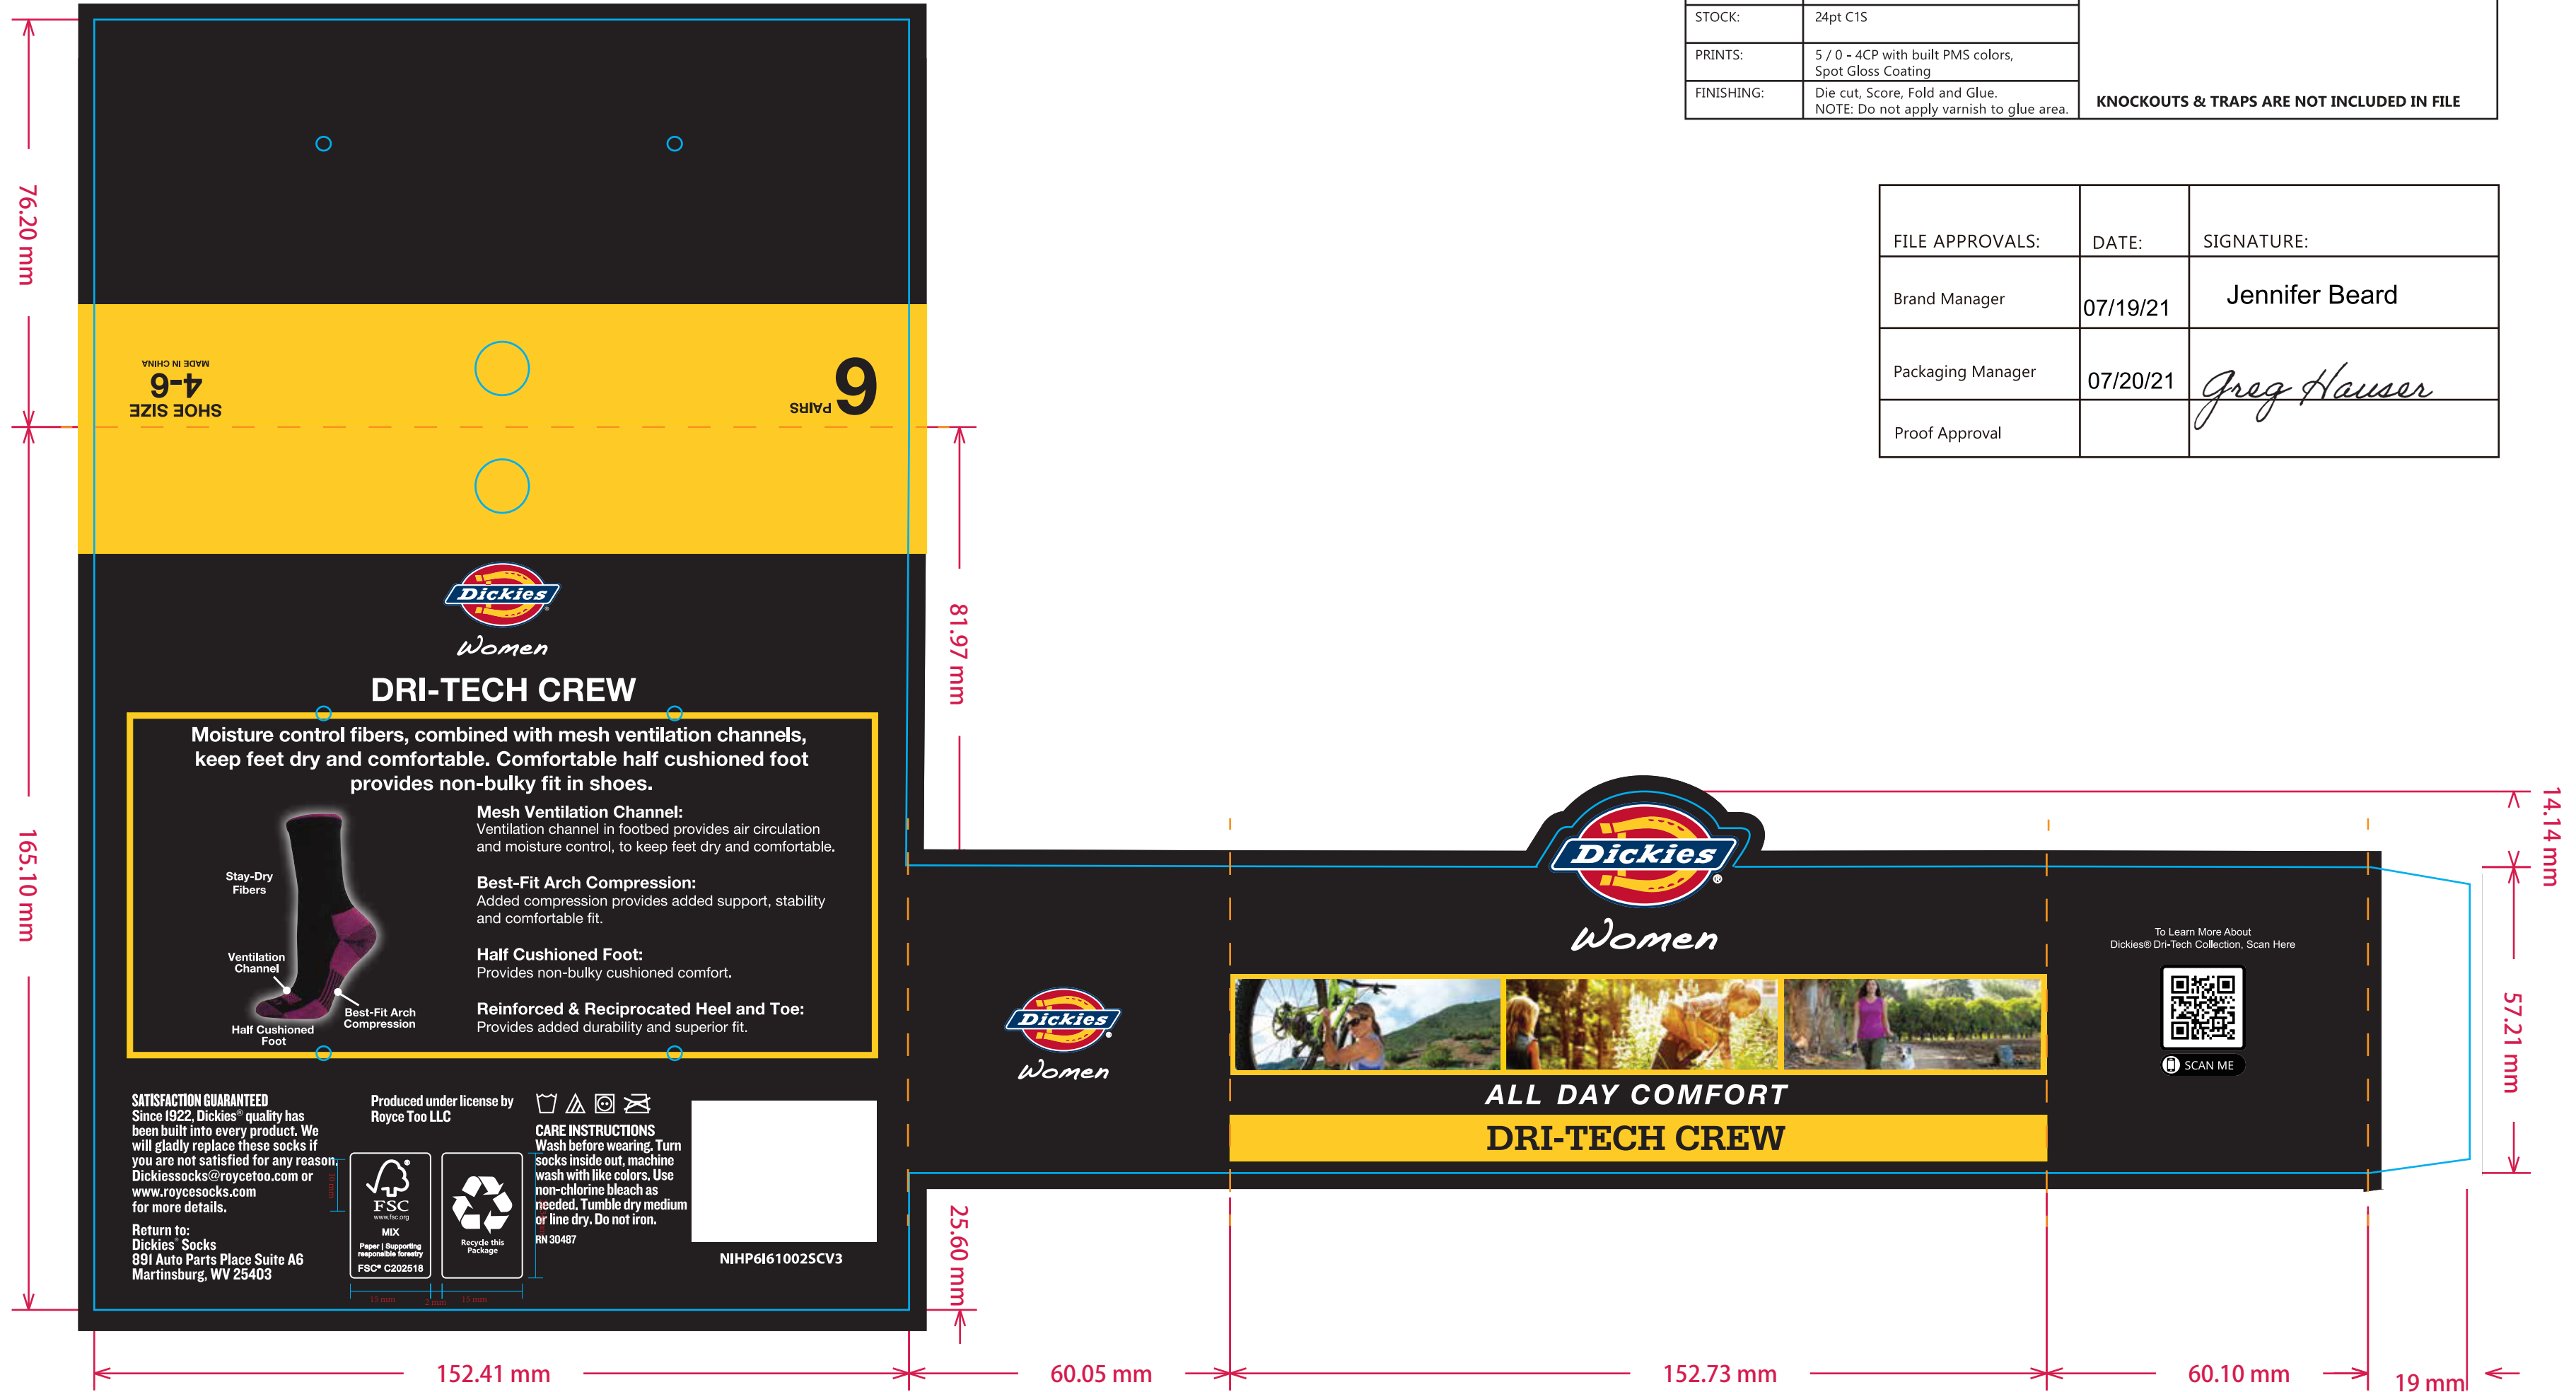 STOCK:
24pt C1S
PRINTS:
5 / 0 - 4CP with built PMS colors,
Spot Gloss Coating
FINISHING:
Die cut, Score, Fold and Glue.
NOTE: Do not apply varnish to glue area.
KNOCKOUTS & TRAPS ARE NOT INCLUDED IN FILE
FILE APPROVALS:
DATE:
SIGNATURE:
Brand Manager
07/19/21
Jennifer Beard
Packaging Manager
07/20/21
Greg Hauser
Proof Approval
76.20 mm
165.10 mm
SHOE SIZE
4-6
MADE IN CHINA
6 PAIRS
81.97 mm
Dickies®
Women
DRI-TECH CREW
Moisture control fibers, combined with mesh ventilation channels,
keep feet dry and comfortable. Comfortable half cushioned foot
provides non-bulky fit in shoes.
Stay-Dry
Fibers
Ventilation
Channel
Half Cushioned
Foot
Best-Fit Arch
Compression
Mesh Ventilation Channel:
Ventilation channel in footbed provides air circulation
and moisture control, to keep feet dry and comfortable.
Best-Fit Arch Compression:
Added compression provides added support, stability
and comfortable fit.
Half Cushioned Foot:
Provides non-bulky cushioned comfort.
Reinforced & Reciprocated Heel and Toe:
Provides added durability and superior fit.
SATISFACTION GUARANTEED
Since 1922, Dickies® quality has
been built into every product. We
will gladly replace these socks if
you are not satisfied for any reason.
Dickiessocks@roycetoo.com or
www.roycesocks.com
for more details.
Return to:
Dickies® Socks
891 Auto Parts Place Suite A6
Martinsburg, WV 25403
Produced under license by
Royce Too LLC
10 mm
FSC
www.fsc.org
MIX
Paper | Supporting
responsible forestry
FSC® C202518
Recycle this
Package
15 mm
2 mm
15 mm
CARE INSTRUCTIONS
Wash before wearing. Turn
socks inside out, machine
wash with like colors. Use
non-chlorine bleach as
needed. Tumble dry medium
or line dry. Do not iron.
RN 30487
NIHP6I61002SCV3
25.60 mm
Dickies®
Women
Dickies®
Women
ALL DAY COMFORT
DRI-TECH CREW
To Learn More About
Dickies® Dri-Tech Collection, Scan Here
SCAN ME
14.14 mm
57.21 mm
152.41 mm
60.05 mm
152.73 mm
60.10 mm
19 mm